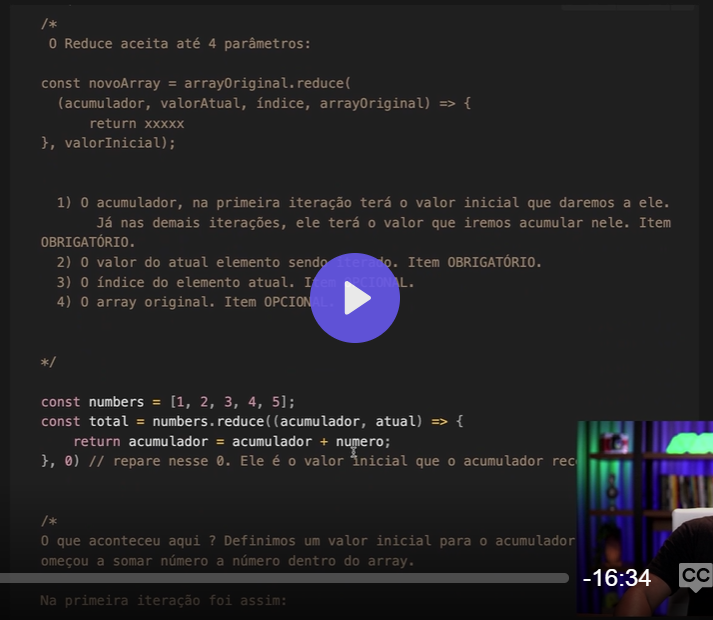 /*
O Reduce aceita até 4 parâmetros:
const novoArray = arrayOriginal.reduce(
(acumulador, valorAtual, índice, arrayOriginal) => {
return xxxxx
}, valorInicial);
1) O acumulador, na primeira iteração terá o valor inicial que daremos a ele.
Já nas demais iterações, ele terá o valor que iremos acumular nele. Item
OBRIGATÓRIO.
2) O valor do atual elemento sendo iterado. Item OBRIGATÓRIO.
3) O índice do elemento atual. Item OPCIONAL.
4) O array original. Item OPCIONAL.
*/
const numbers = [1, 2, 3, 4, 5];
const total = numbers.reduce((acumulador, atual) => {
return acumulador = acumulador + numero;
}, 0) // repare nesse 0. Ele é o valor inicial que o acumulador rec
/*
O que aconteceu aqui ? Definimos um valor inicial para o acumulador
omeçou a somar número a número dentro do array.
-16:34
CC
Na primeira iteração foi assim: